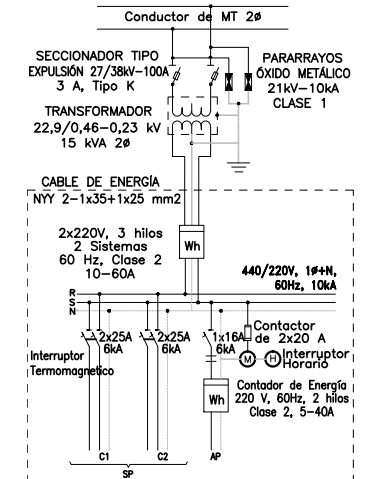 Conductor de MT 2ø
SECCIONADOR TIPO
EXPULSIÓN 27/38kV-100A
3 A, Tipo K
PARARRAYOS
ÓXIDO METÁLICO
21kV-10kA
CLASE 1
TRANSFORMADOR
22,9/0,46-0,23 kV
15 kVA 2ø
CABLE DE ENERGÍA
NYY 2-1x35+1x25 mm2
2x220V, 3 hilos
2 Sistemas
60 Hz, Clase 2
10-60A
Wh
440/220V, 1ø+N,
60Hz, 10kA
R
S
N
2x25A
6kA
2x25A
6kA
1x16A
6kA
Contactor
de 2x20 A
Interruptor
Termomagnetico
M
H
Interruptor
Horario
Wh
Contador de Energía
220 V, 60Hz, 2 hilos
Clase 2, 5-40A
C1
C2
AP
SP